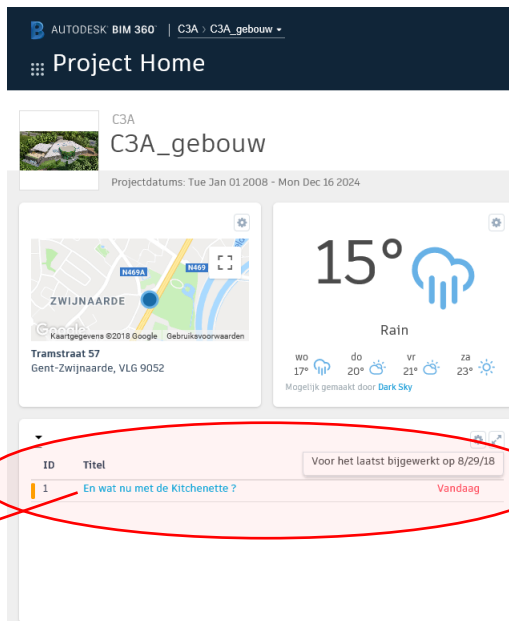 AUTODESK® BIM 360° | C3A > C3A_gebouw
Project Home
C3A
C3A_gebouw
Projectdatums: Tue Jan 01 2008 - Mon Dec 16 2024
N469A
N469
ZWIJNAARDE
Google
Kaartgegevens ©2018 Google Gebruiksvoorwaarden
Tramstraat 57
Gent-Zwijnaarde, VLG 9052
15°
Rain
wo do vr za
17° 20° 21° 23°
Mogelijk gemaakt door Dark Sky
ID Titel
Voor het laatst bijgewerkt op 8/29/18
1 En wat nu met de Kitchenette ? Vandaag